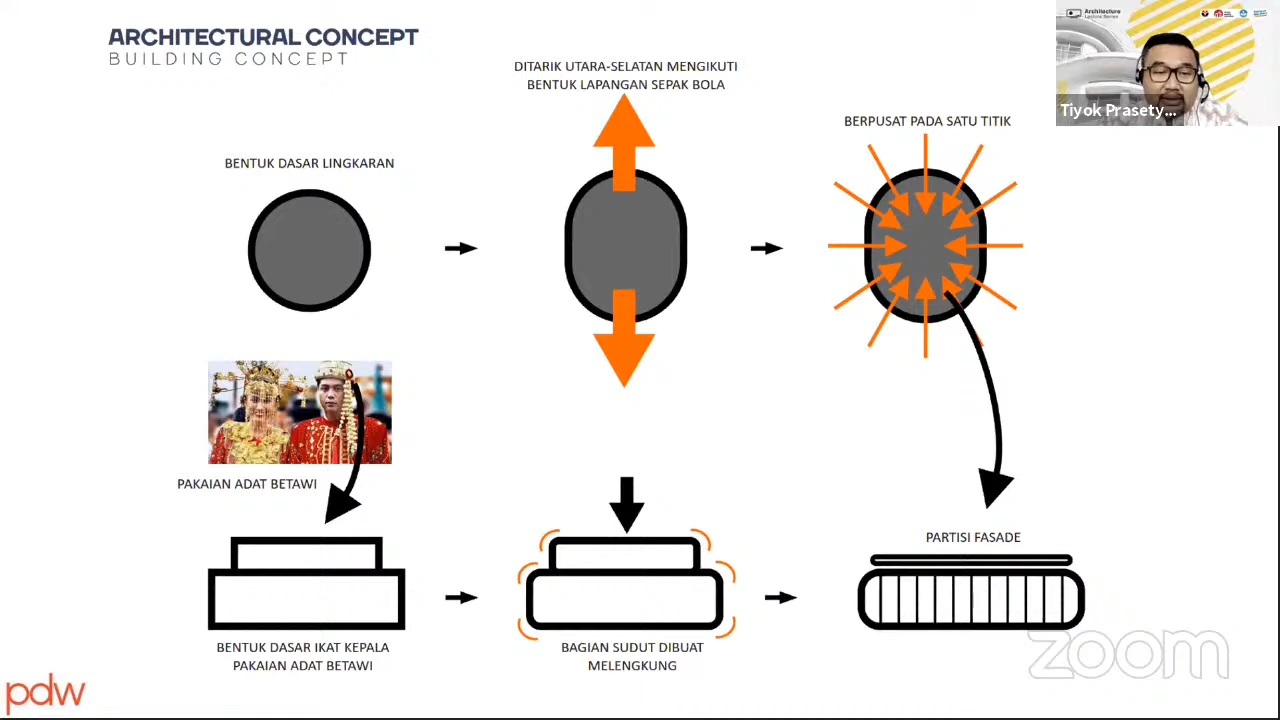 ARCHITECTURAL CONCEPT
BUILDING CONCEPT
DITARIK UTARA-SELATAN MENGIKUTI
BENTUK LAPANGAN SEPAK BOLA
BERPUSAT PADA SATU TITIK
BENTUK DASAR LINGKARAN
Architecture
Lecture Series
Tiyok Prasety...
PAKAIAN ADAT BETAWI
BENTUK DASAR IKAT KEPALA
PAKAIAN ADAT BETAWI
BAGIAN SUDUT DIBUAT
MELENGKUNG
PARTISI FASADE
zoom
pdw